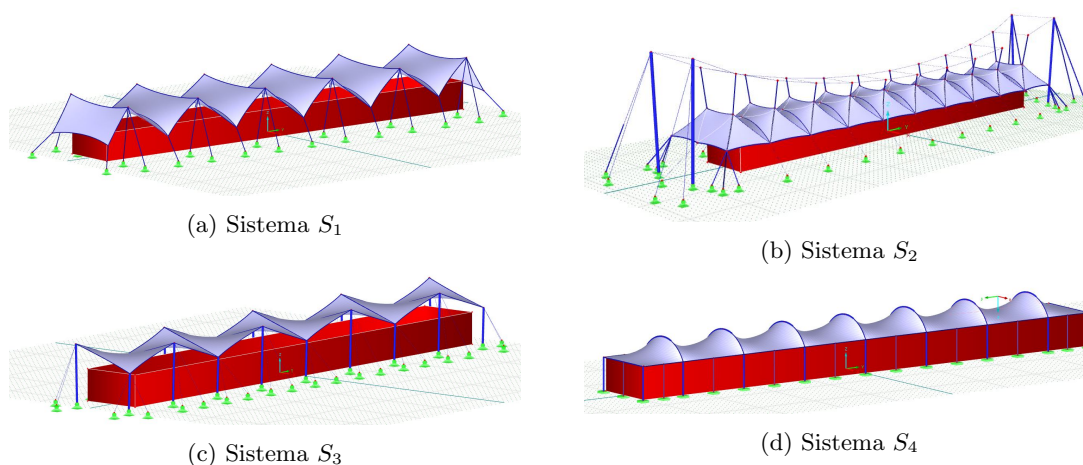 (a) Sistema S₁
(b) Sistema S₂
(c) Sistema S₃
(d) Sistema S₄